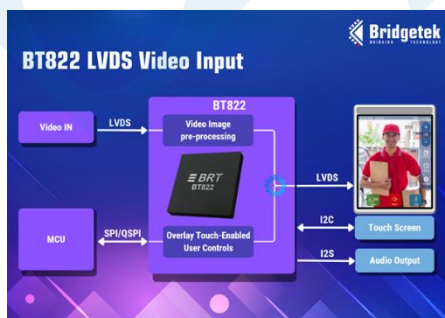 Bridgetek
BRIDGING TECHNOLOGY
BT822 LVDS Video Input
BT822
Video IN
LVDS
Video Image
pre-processing
BRT
BT822
LVDS
MCU
SPI/QSPI
Overlay Touch-Enabled
User Controls
I2C
Touch Screen
I2S
Audio Output